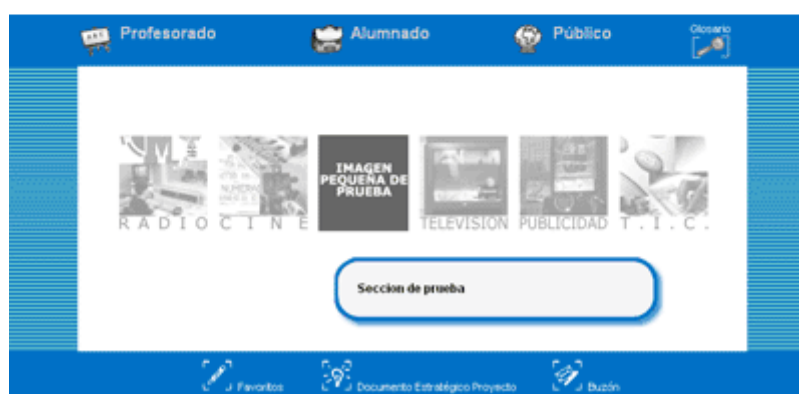 Profesorado
Alumnado
Público
Glosario
IMAGEN
PEQUEÑA DE
PRUEBA
RADIO
CINE
TELEVISION
PUBLICIDAD
T.I.C.
Seccion de prueba
Favoritos
Documento Estratégico Proyecto
Buzón